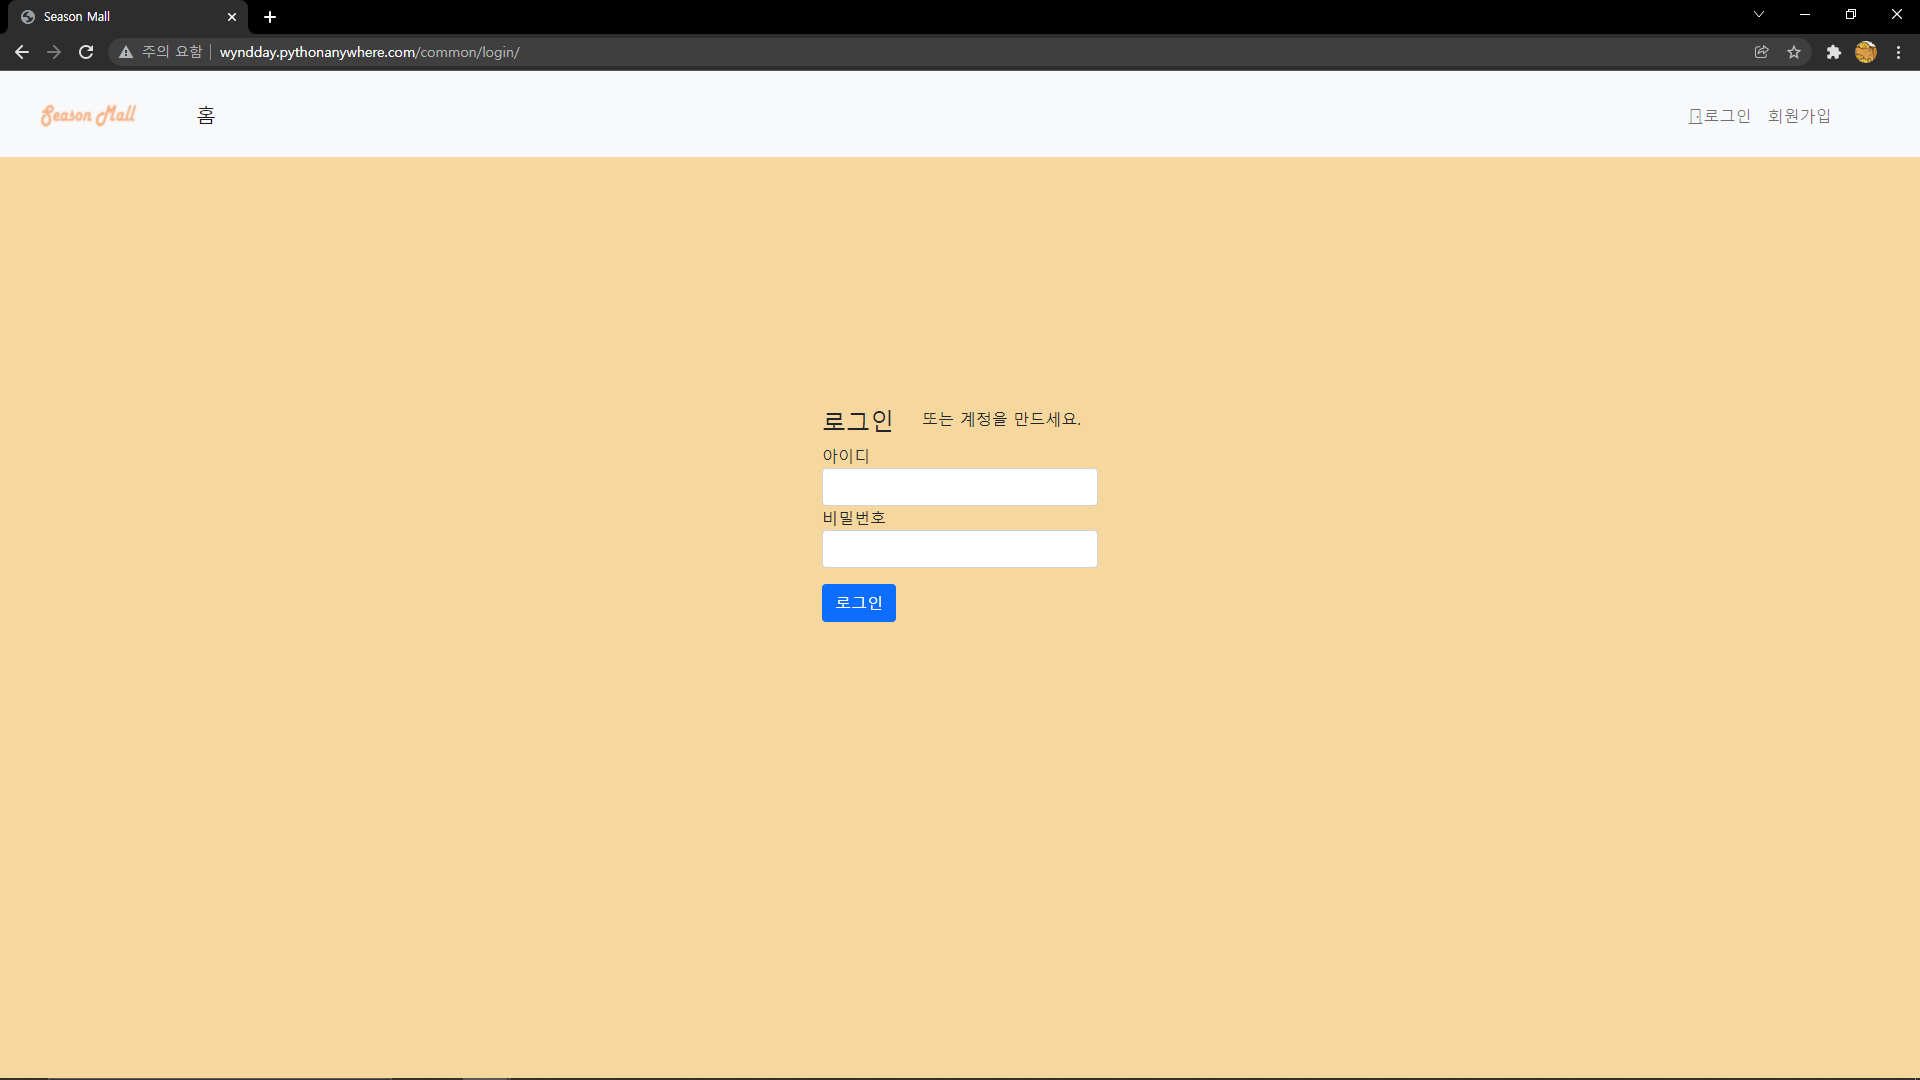 Season Mall
주의 요함 wyndday.pythonanywhere.com/common/login/
Season Mall 홈 로그인 회원가입
로그인 또는 계정을 만드세요.
아이디
비밀번호
로그인